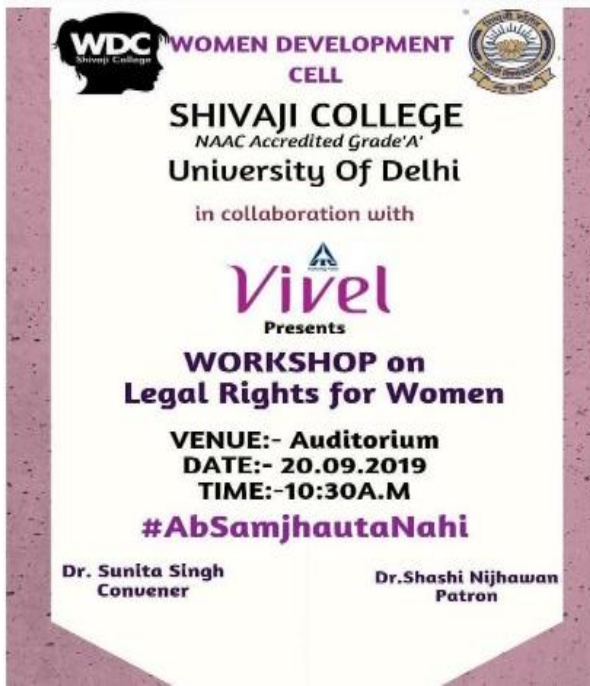 WDC
Shivaji College
WOMEN DEVELOPMENT
CELL
SHIVAJI COLLEGE
NAAC Accredited Grade'A'
University Of Delhi
in collaboration with
Vivel
Presents
WORKSHOP on
Legal Rights for Women
VENUE:- Auditorium
DATE:- 20.09.2019
TIME:-10:30A.M
#AbSamjhautaNahi
Dr. Sunita Singh
Convener
Dr.Shashi Nijhawan
Patron